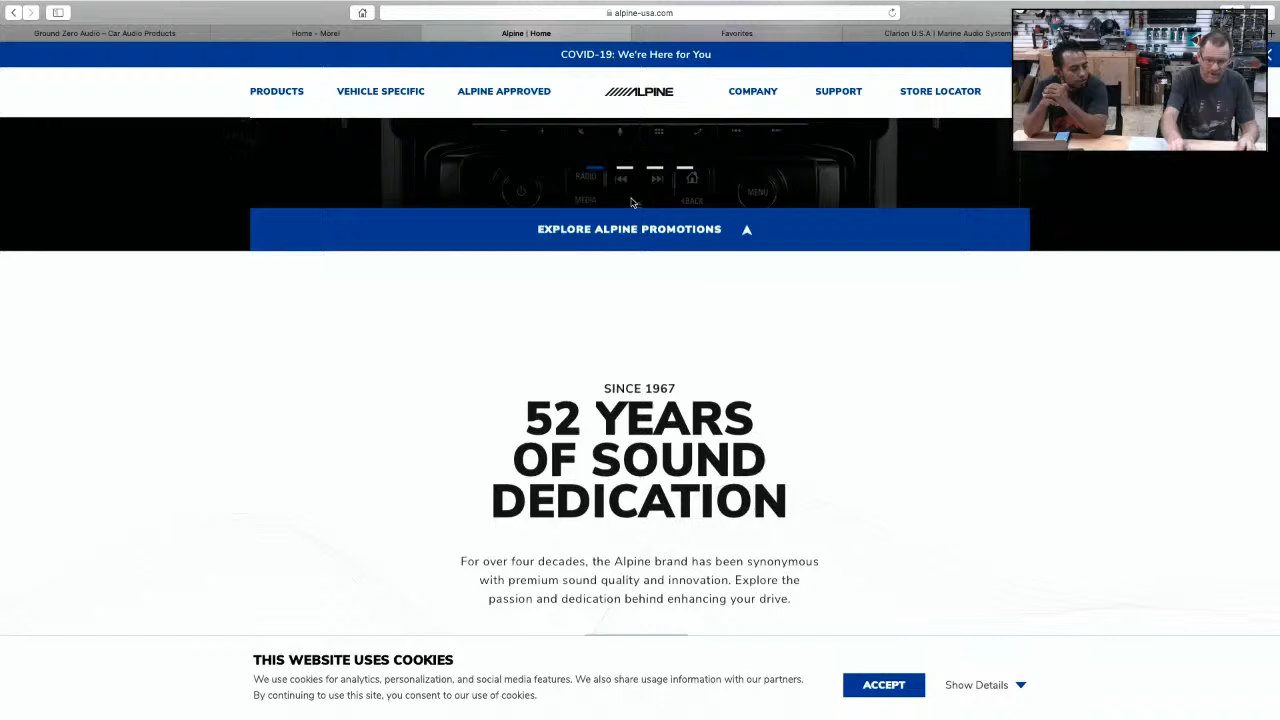 alpine-usa.com
Ground Zero Audio – Car Audio Products
Home - Morel
Alpine | Home
Favorites
Clarion U.S.A | Marine Audio System
COVID-19: We're Here for You
PRODUCTS
VEHICLE SPECIFIC
ALPINE APPROVED
ALPINE
COMPANY
SUPPORT
STORE LOCATOR
RADIO
MEDIA
BACK
MENU
EXPLORE ALPINE PROMOTIONS
SINCE 1967
52 YEARS
OF SOUND
DEDICATION
For over four decades, the Alpine brand has been synonymous
with premium sound quality and innovation. Explore the
passion and dedication behind enhancing your drive.
THIS WEBSITE USES COOKIES
We use cookies for analytics, personalization, and social media features. We also share usage information with our partners.
By continuing to use this site, you consent to our use of cookies.
ACCEPT
Show Details